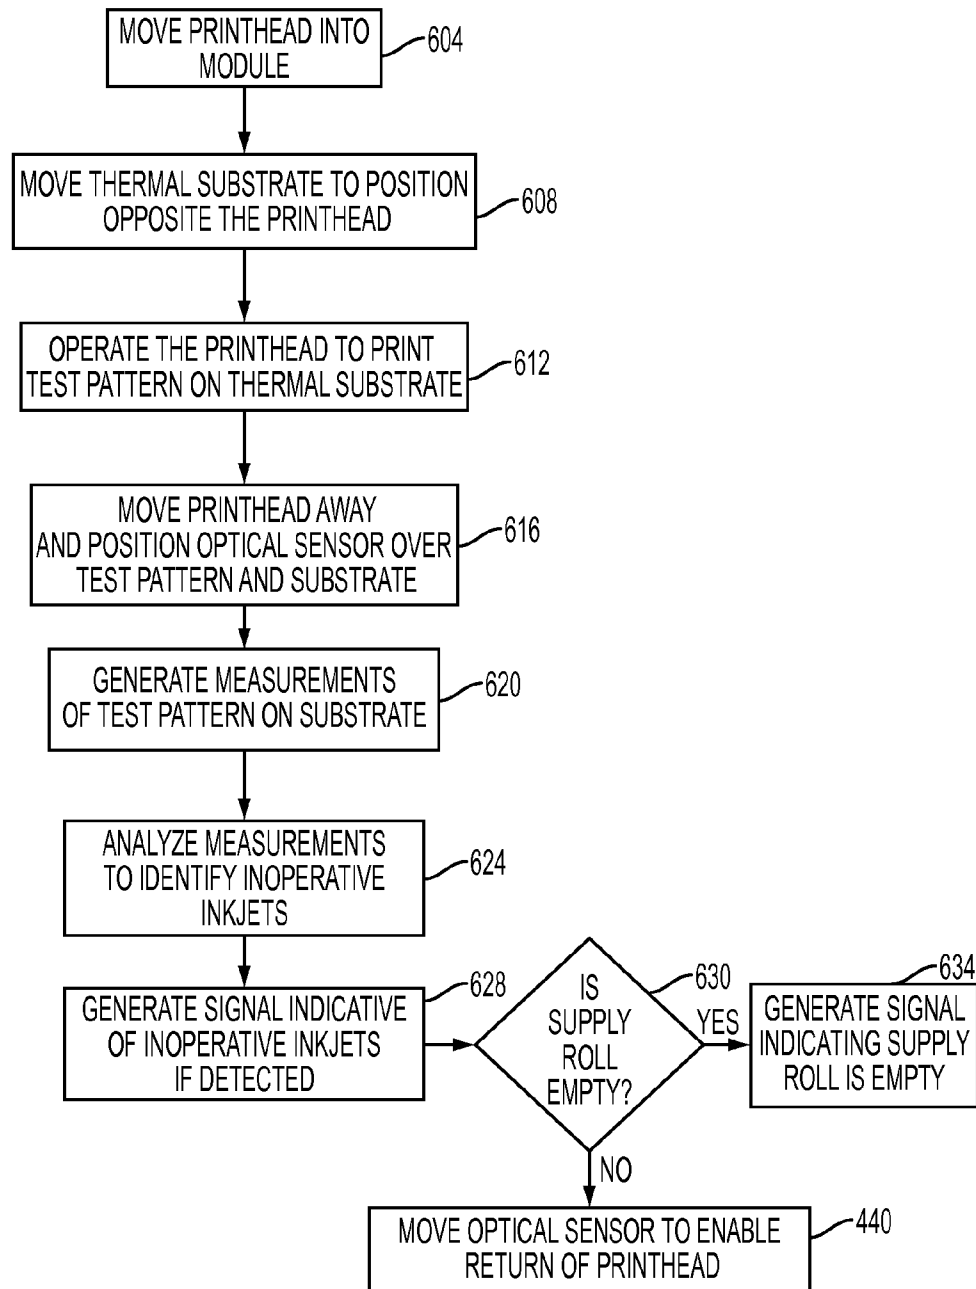 MOVE PRINTHEAD INTO
MODULE
604
MOVE THERMAL SUBSTRATE TO POSITION
OPPOSITE THE PRINTHEAD
608
OPERATE THE PRINTHEAD TO PRINT
TEST PATTERN ON THERMAL SUBSTRATE
612
MOVE PRINTHEAD AWAY
AND POSITION OPTICAL SENSOR OVER
TEST PATTERN AND SUBSTRATE
616
GENERATE MEASUREMENTS
OF TEST PATTERN ON SUBSTRATE
620
ANALYZE MEASUREMENTS
TO IDENTIFY INOPERATIVE
INKJETS
624
GENERATE SIGNAL INDICATIVE
OF INOPERATIVE INKJETS
IF DETECTED
628
IS
SUPPLY
ROLL
EMPTY?
630
YES
GENERATE SIGNAL
INDICATING SUPPLY
ROLL IS EMPTY
634
NO
MOVE OPTICAL SENSOR TO ENABLE
RETURN OF PRINTHEAD
440